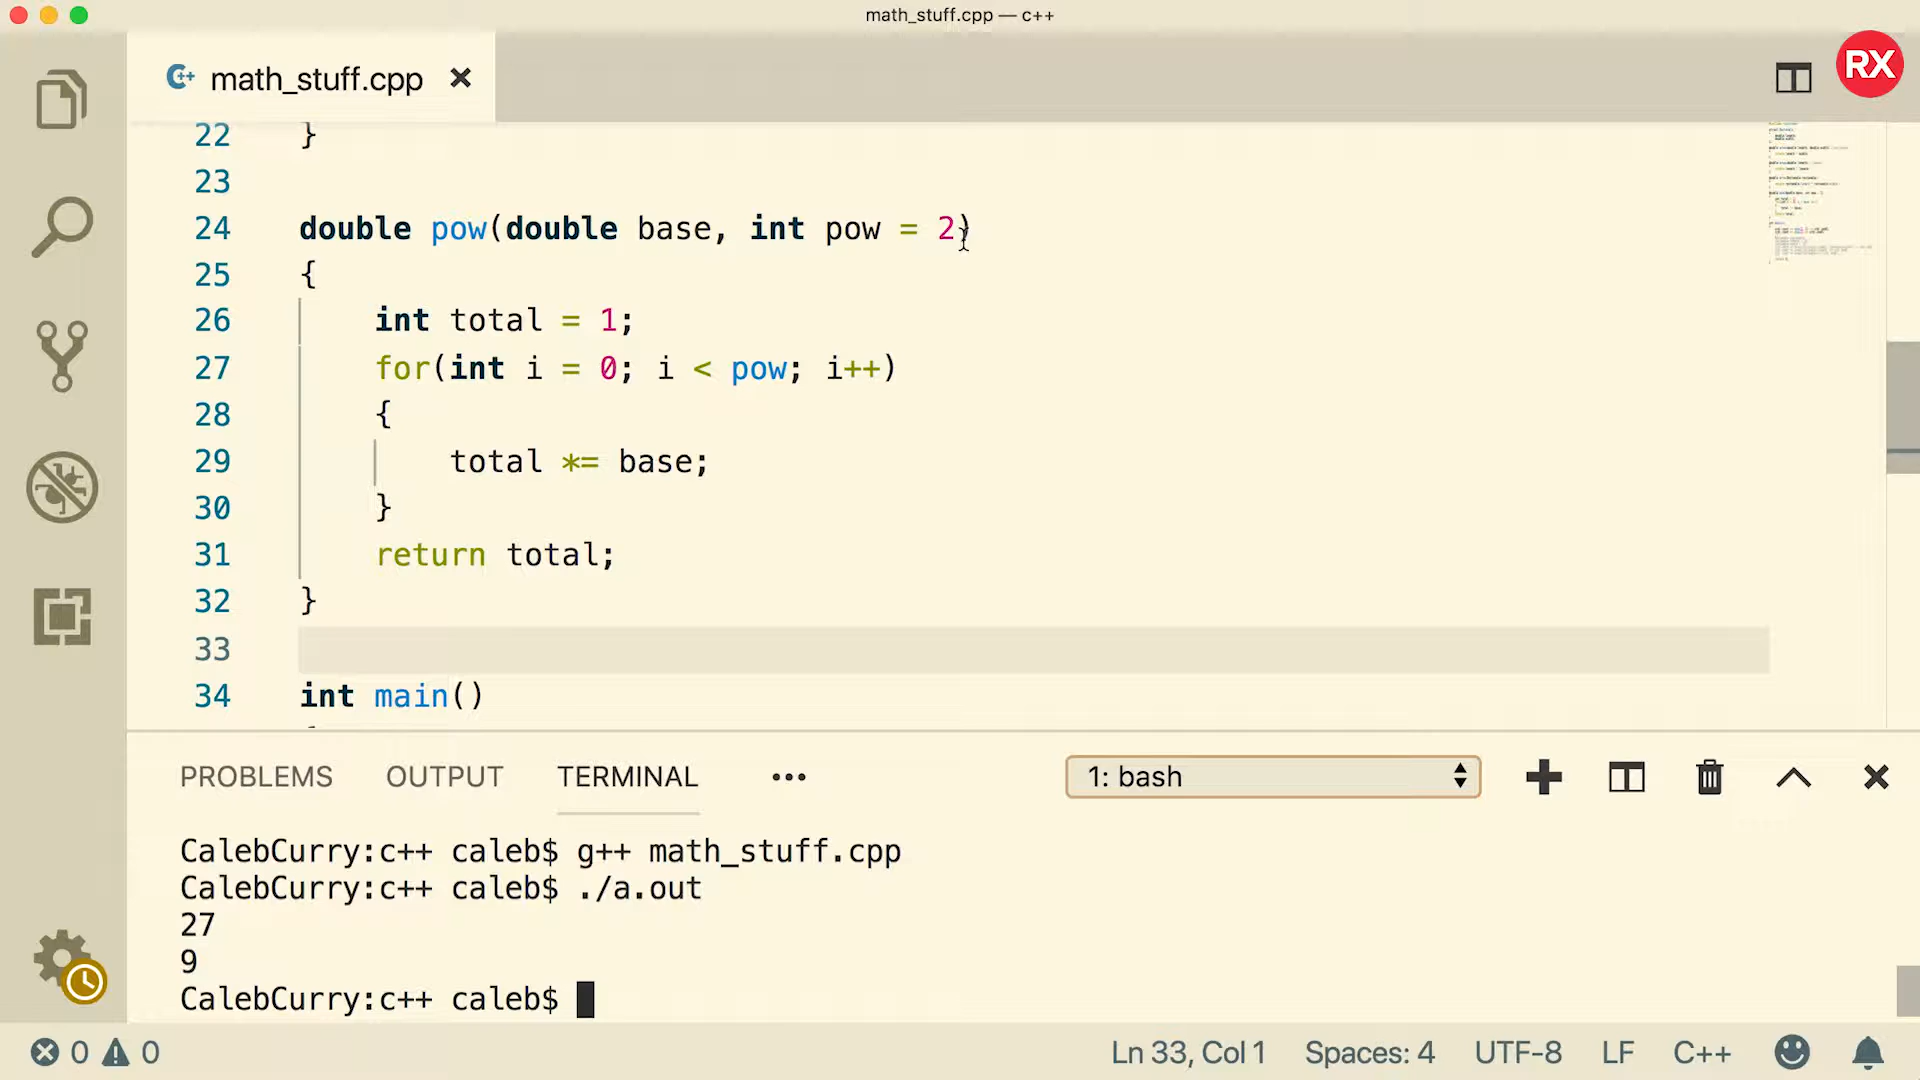 math_stuff.cpp — c++
math_stuff.cpp
RX
22 }
23
24 double pow(double base, int pow = 2)
25 {
26 int total = 1;
27 for(int i = 0; i < pow; i++)
28 {
29 total *= base;
30 }
31 return total;
32 }
33
34 int main()
PROBLEMS OUTPUT TERMINAL ••• 1: bash
CalebCurry:c++ caleb$ g++ math_stuff.cpp
CalebCurry:c++ caleb$ ./a.out
27
9
CalebCurry:c++ caleb$
0 0 Ln 33, Col 1 Spaces: 4 UTF-8 LF C++